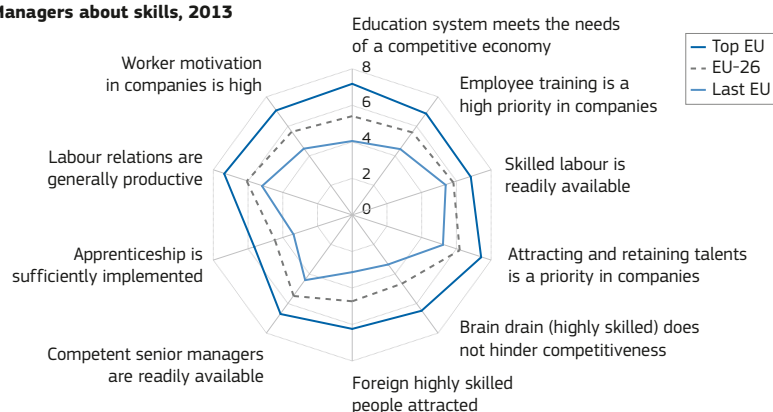 Managers about skills, 2013
Education system meets the needs
of a competitive economy
Top EU
EU-26
Last EU
Worker motivation
in companies is high
8
6
4
2
0
Employee training is a
high priority in companies
Labour relations are
generally productive
Skilled labour is
readily available
Apprenticeship is
sufficiently implemented
Attracting and retaining talents
is a priority in companies
Brain drain (highly skilled) does
not hinder competitiveness
Competent senior managers
are readily available
Foreign highly skilled
people attracted